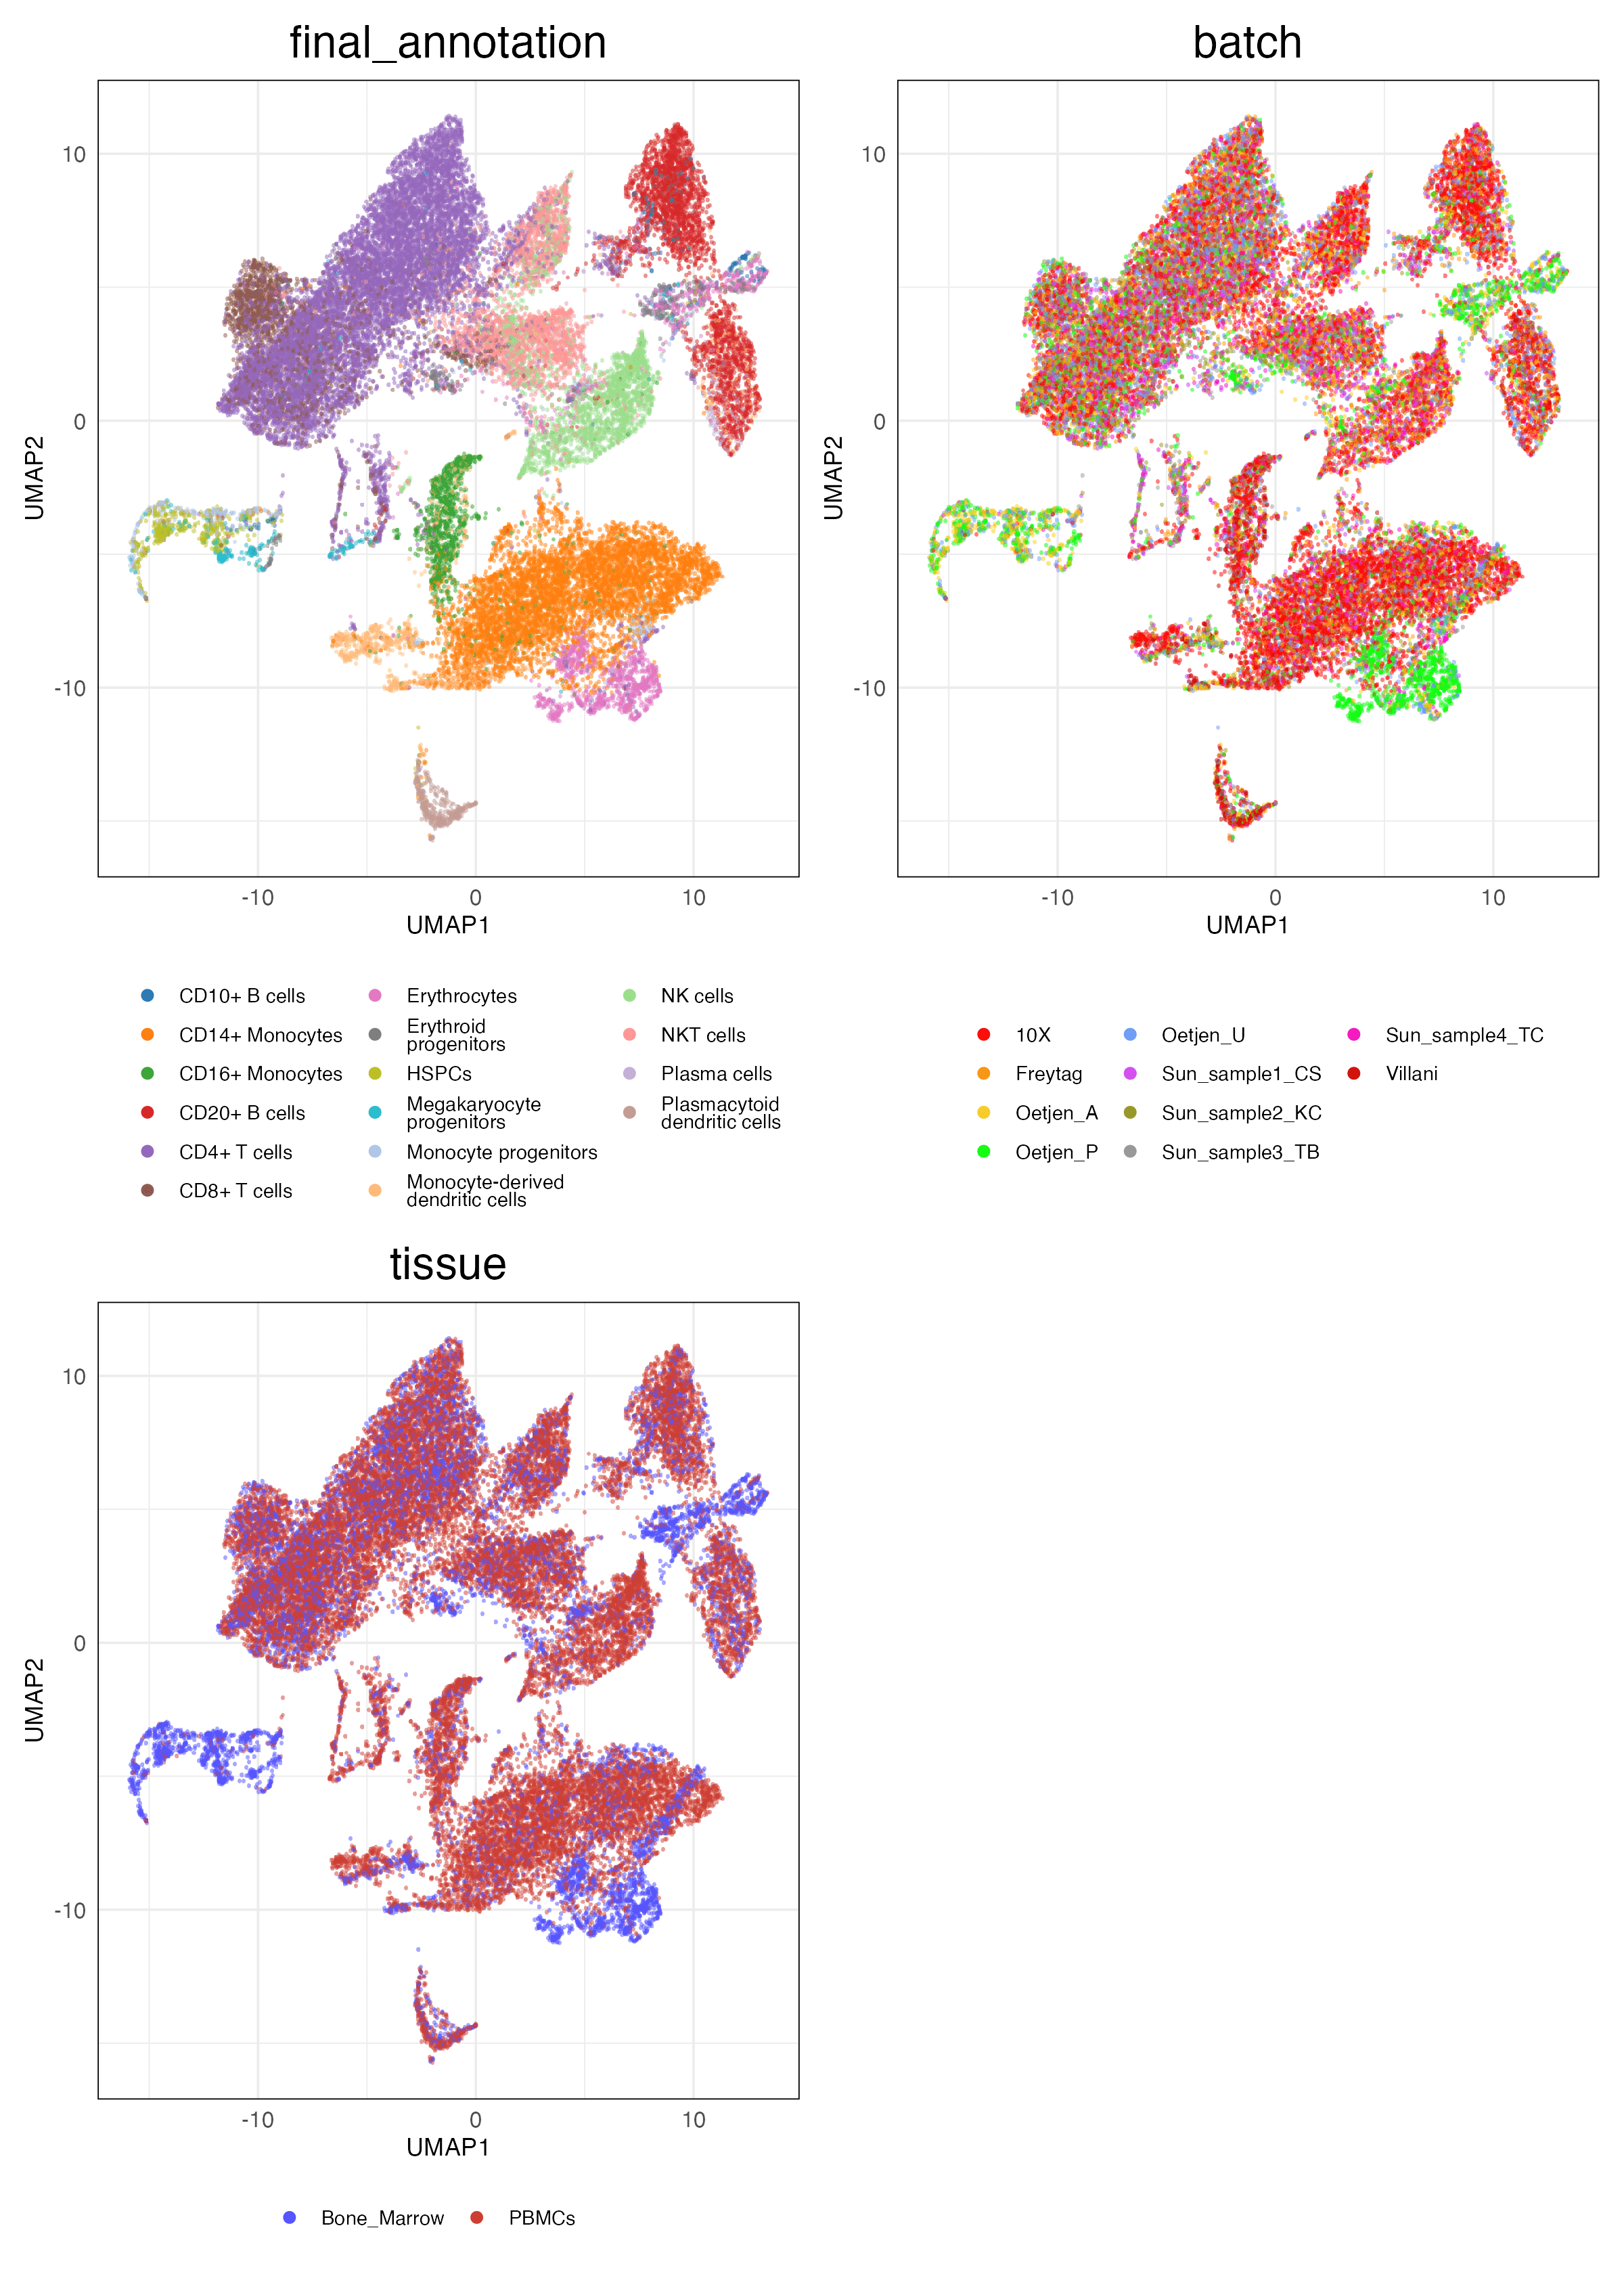 final_annotation
batch
UMAP2
10
0
-10
-10
0
10
UMAP1
UMAP2
10
0
-10
-10
0
10
UMAP1
CD10+ B cells
CD14+ Monocytes
CD16+ Monocytes
CD20+ B cells
CD4+ T cells
CD8+ T cells
Erythrocytes
Erythroid
progenitors
HSPCs
Megakaryocyte
progenitors
Monocyte progenitors
Monocyte-derived
dendritic cells
NK cells
NKT cells
Plasma cells
Plasmacytoid
dendritic cells
10X
Freytag
Oetjen_A
Oetjen_P
Oetjen_U
Sun_sample1_CS
Sun_sample2_KC
Sun_sample3_TB
Sun_sample4_TC
Villani
tissue
UMAP2
10
0
-10
-10
0
10
UMAP1
Bone_Marrow
PBMCs